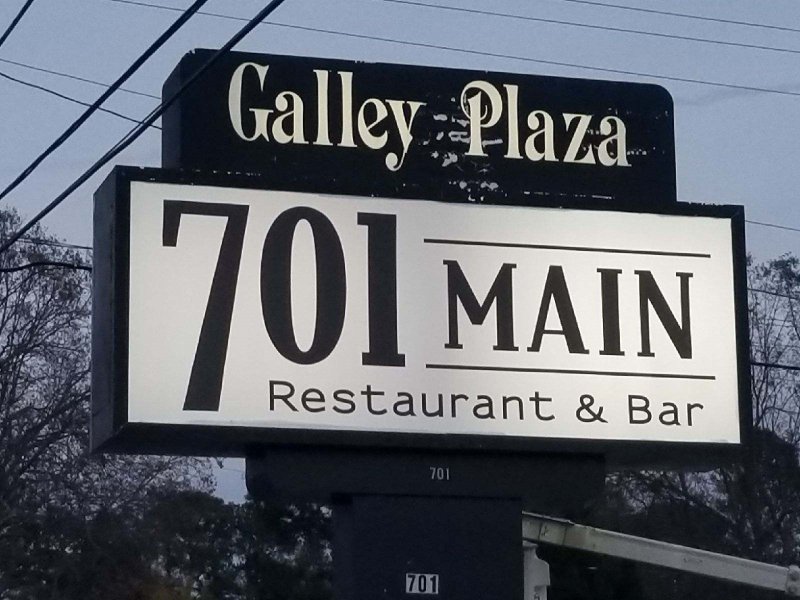 Galley Plaza
701 MAIN
Restaurant & Bar
701
701